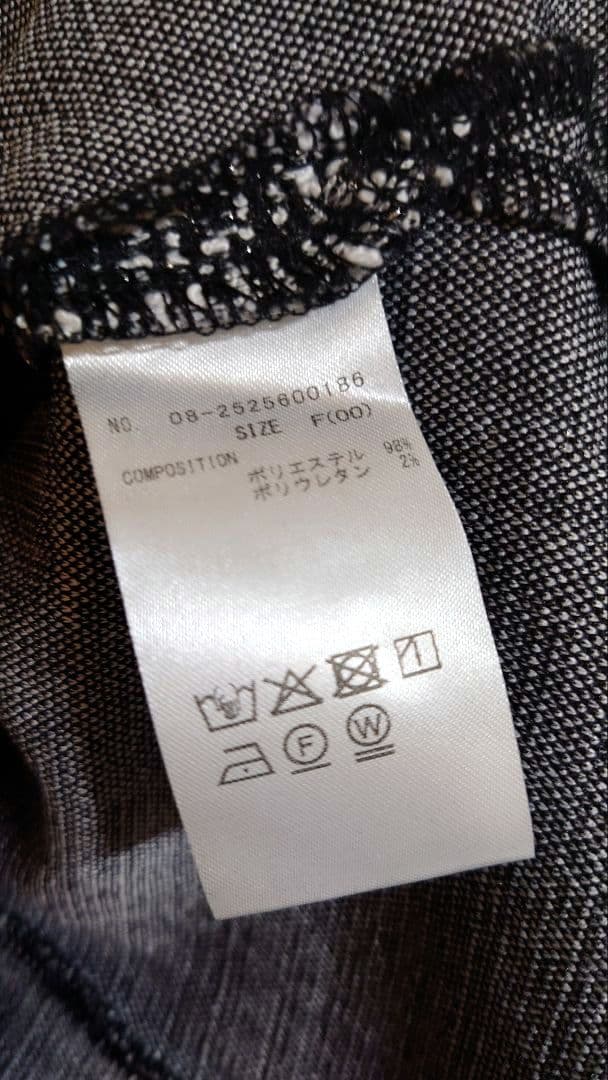 NO. 08-2525600186
SIZE F(00)
COMPOSITION ポリエステル 98%
ポリウレタン 2%
F W